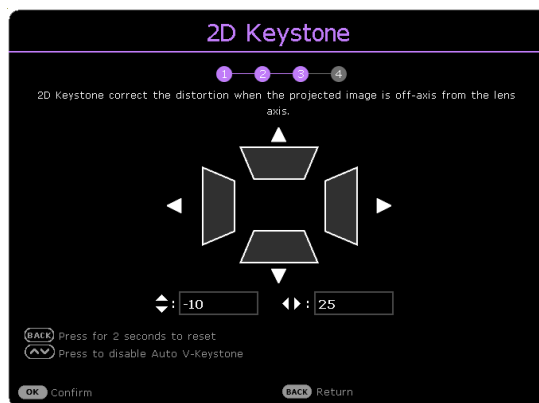 2D Keystone
1 2 3 4
2D Keystone correct the distortion when the projected image is off-axis from the lens
axis.
: -10 : 25
BACK Press for 2 seconds to reset
Press to disable Auto V-Keystone
OK Confirm BACK Return